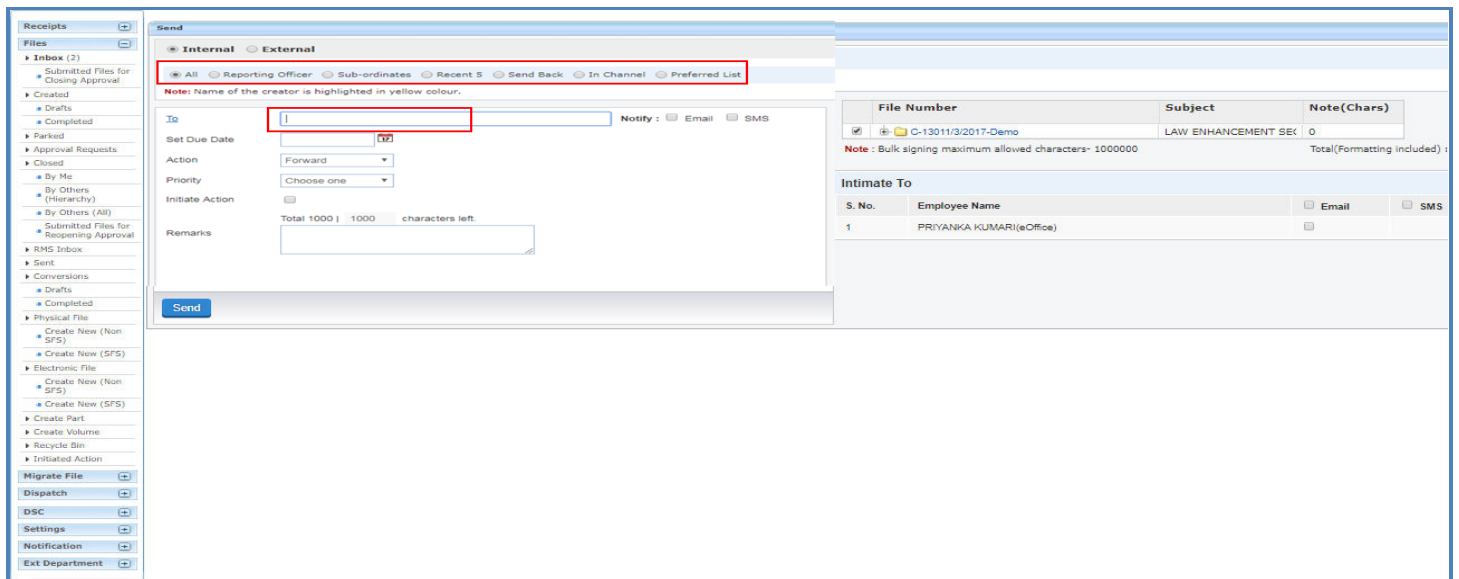 Receipts
Files
Inbox (2)
Submitted Files for
Closing Approval
Created
Drafts
Completed
Parked
Approval Requests
Closed
By Me
By Others
(Hierarchy)
By Others (All)
Submitted Files for
Reopening Approval
RMS Inbox
Sent
Conversions
Drafts
Completed
Physical File
Create New (Non
SFS)
Create New (SFS)
Electronic File
Create New (Non
SFS)
Create New (SFS)
Create Part
Create Volume
Recycle Bin
Initiated Action
Migrate File
Dispatch
DSC
Settings
Notification
Ext Department
Send
Internal External
All Reporting Officer Sub-ordinates Recent 5 Send Back In Channel Preferred List
Note: Name of the creator is highlighted in yellow colour.
To Notify : Email SMS
Set Due Date
Action Forward
Priority Choose one
Initiate Action
Total 1000 | 1000 characters left.
Remarks
Send
File Number Subject Note(Chars)
C-13011/3/2017-Demo LAW ENHANCEMENT SE( 0
Note : Bulk signing maximum allowed characters- 1000000 Total(Formatting included) :
Intimate To
S. No. Employee Name Email SMS
1 PRIYANKA KUMARI(eOffice)